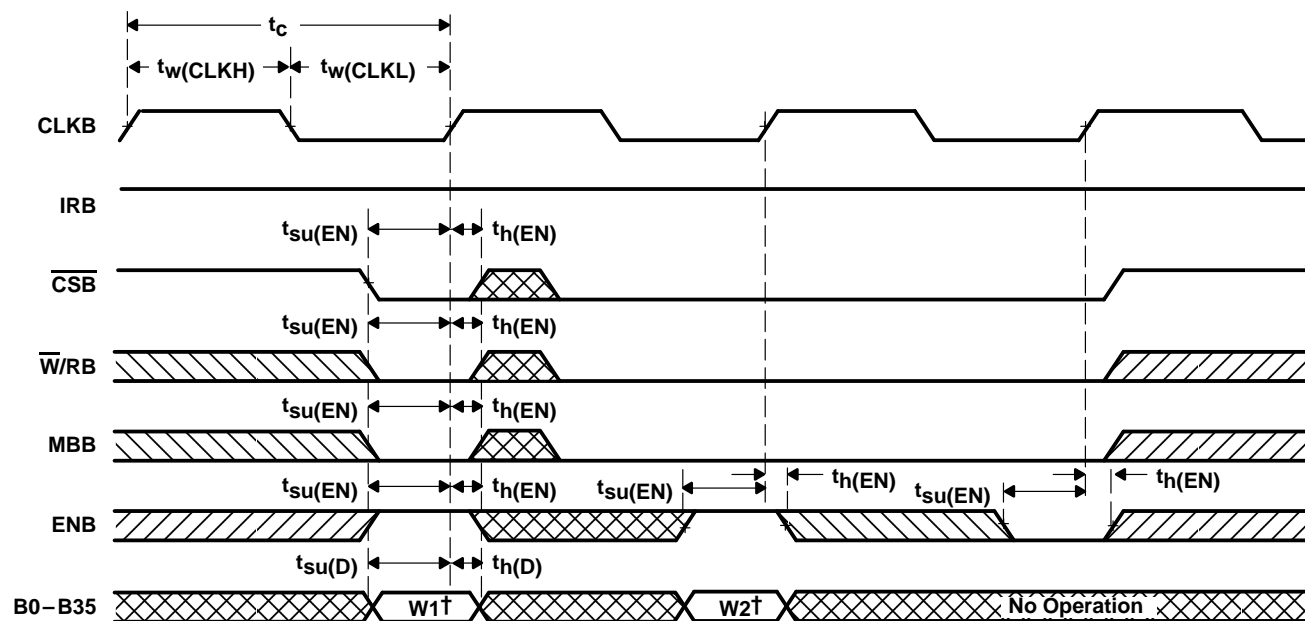 tc
tw(CLKH) tw(CLKL)
CLKB
IRB
tsu(EN) th(EN)
CSB
tsu(EN) th(EN)
W/RB
tsu(EN) th(EN)
MBB
tsu(EN) th(EN) tsu(EN) th(EN) tsu(EN) th(EN)
ENB
tsu(D) th(D)
B0–B35 W1† W2† No Operation